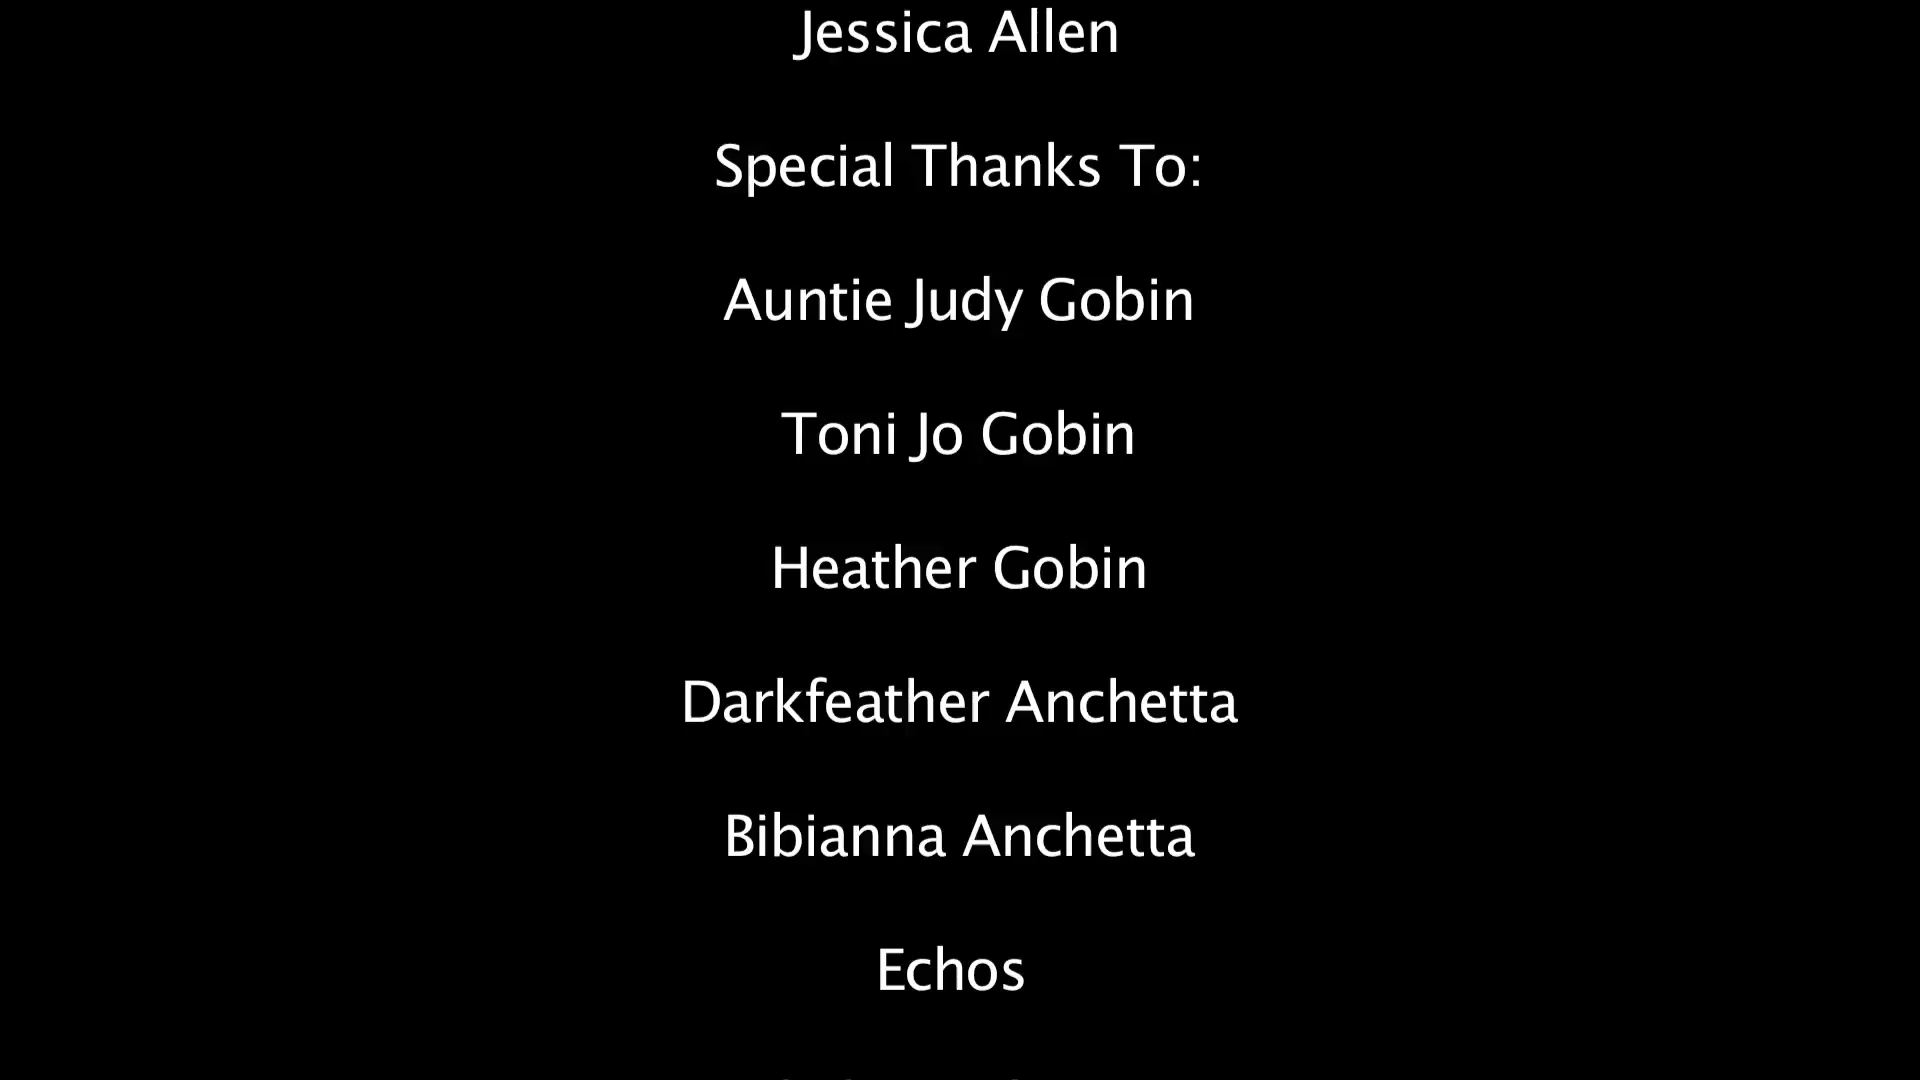 Jessica Allen
Special Thanks To:
Auntie Judy Gobin
Toni Jo Gobin
Heather Gobin
Darkfeather Anchetta
Bibianna Anchetta
Echos